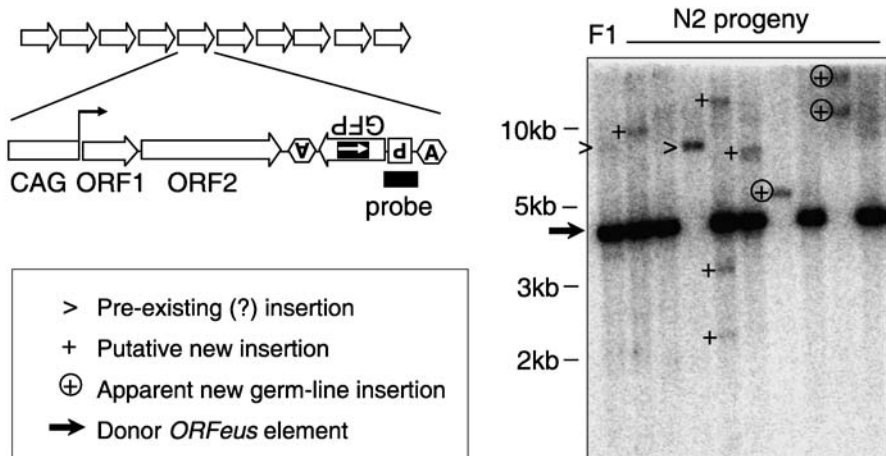 GFP
A
P
A
CAG ORF1 ORF2
probe
> Pre-existing (?) insertion
+ Putative new insertion
⊕ Apparent new germ-line insertion
Donor ORFeus element
F1 N2 progeny
10kb
5kb
3kb
2kb
+
+
+
+
+
>
>
⊕
⊕
⊕